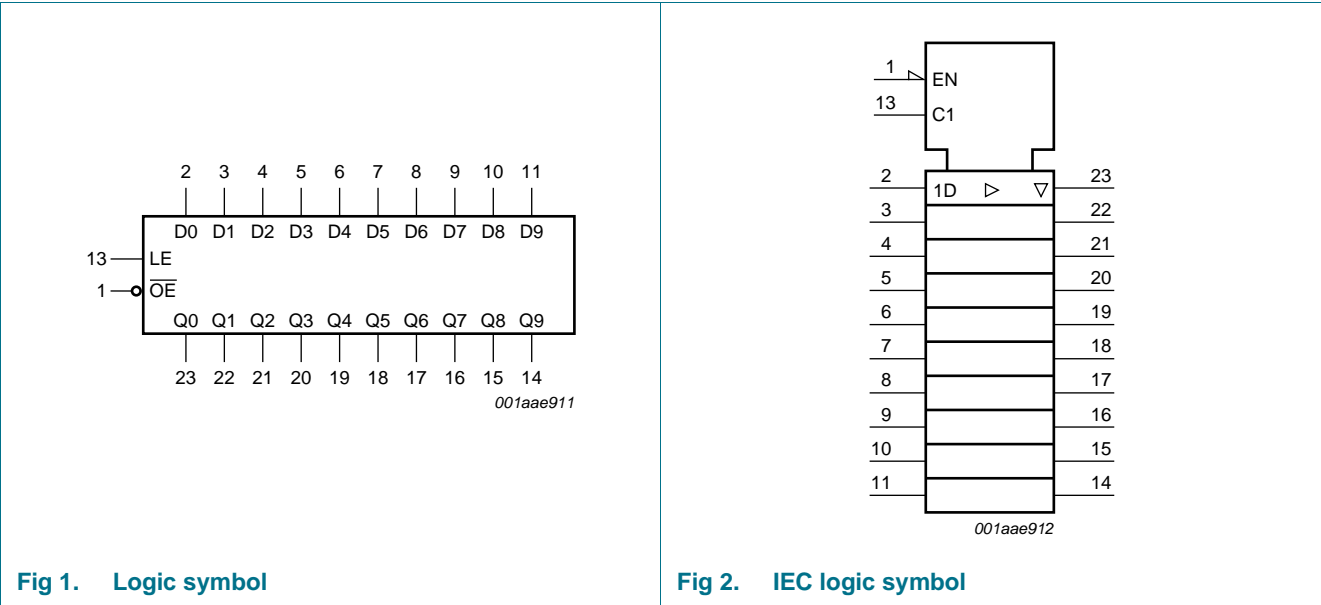 2 3 4 5 6 7 8 9 10 11
D0 D1 D2 D3 D4 D5 D6 D7 D8 D9
13 LE
1 OE
Q0 Q1 Q2 Q3 Q4 Q5 Q6 Q7 Q8 Q9
23 22 21 20 19 18 17 16 15 14
001aae911
Fig 1. Logic symbol
1 EN
13 C1
2 1D 23
3 22
4 21
5 20
6 19
7 18
8 17
9 16
10 15
11 14
001aae912
Fig 2. IEC logic symbol